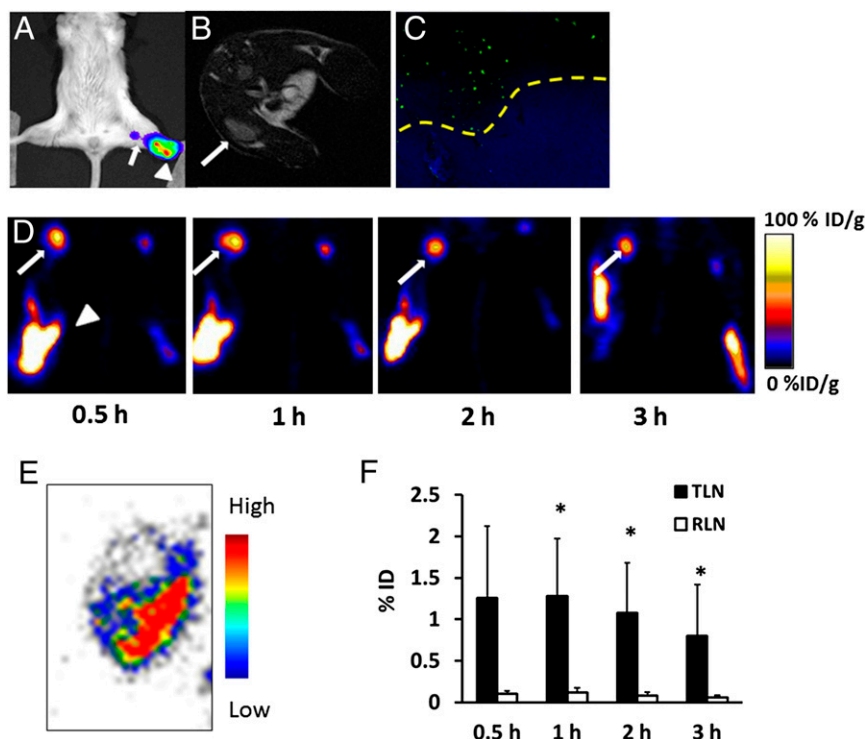 A
B
C
D
100 % ID/g
0 %ID/g
0.5 h
1 h
2 h
3 h
E
High
Low
F
TLN
RLN
% ID
2.5
2
1.5
1
0.5
0
* * *
0.5 h 1 h 2 h 3 h